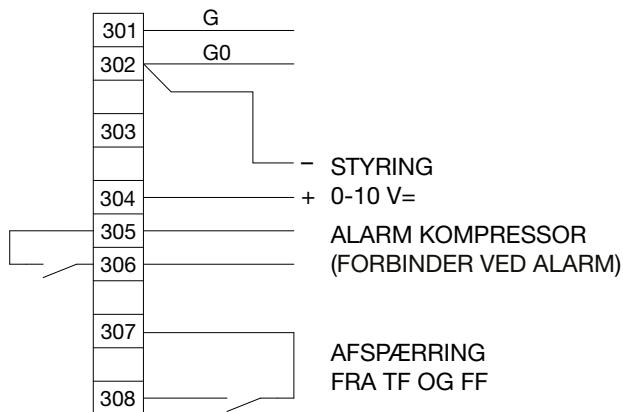 301 G
302 G0
303
– STYRING
304 + 0-10 V=
305 ALARM KOMPRESSOR
306 (FORBINDER VED ALARM)
307
AFSPÆRRING
FRA TF OG FF
308